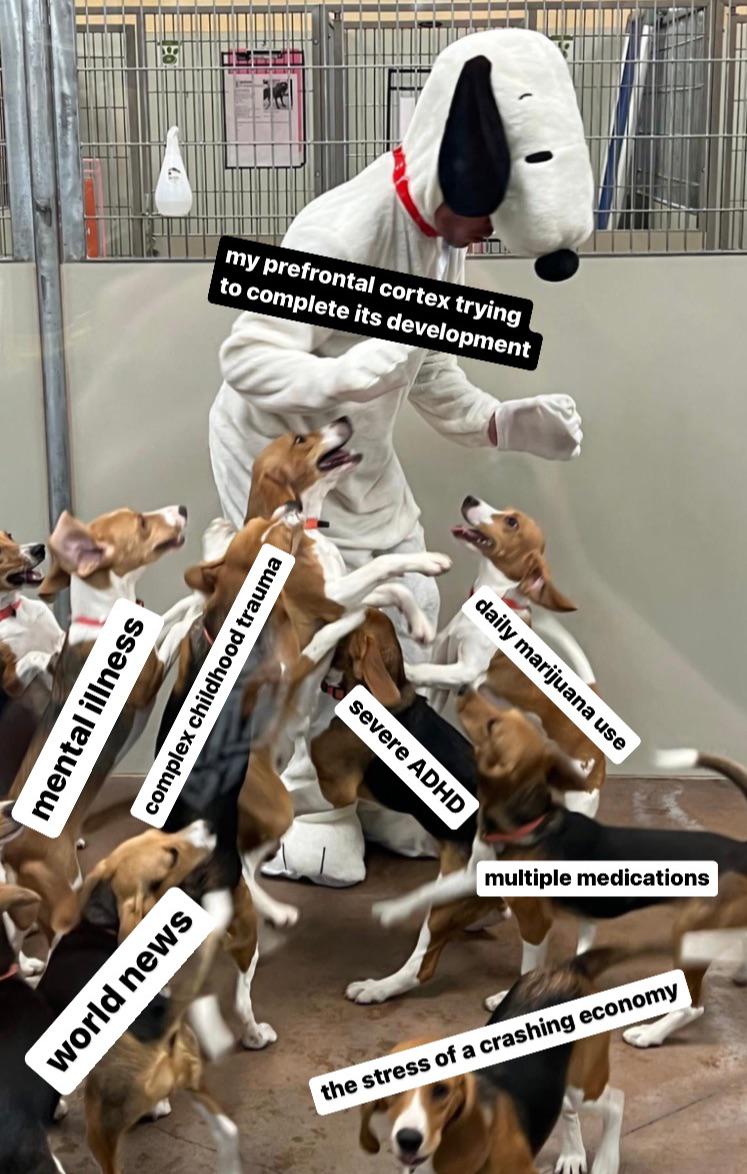 my prefrontal cortex trying
to complete its development
mental illness
complex childhood trauma
daily marijuana use
severe ADHD
multiple medications
world news
the stress of a crashing economy